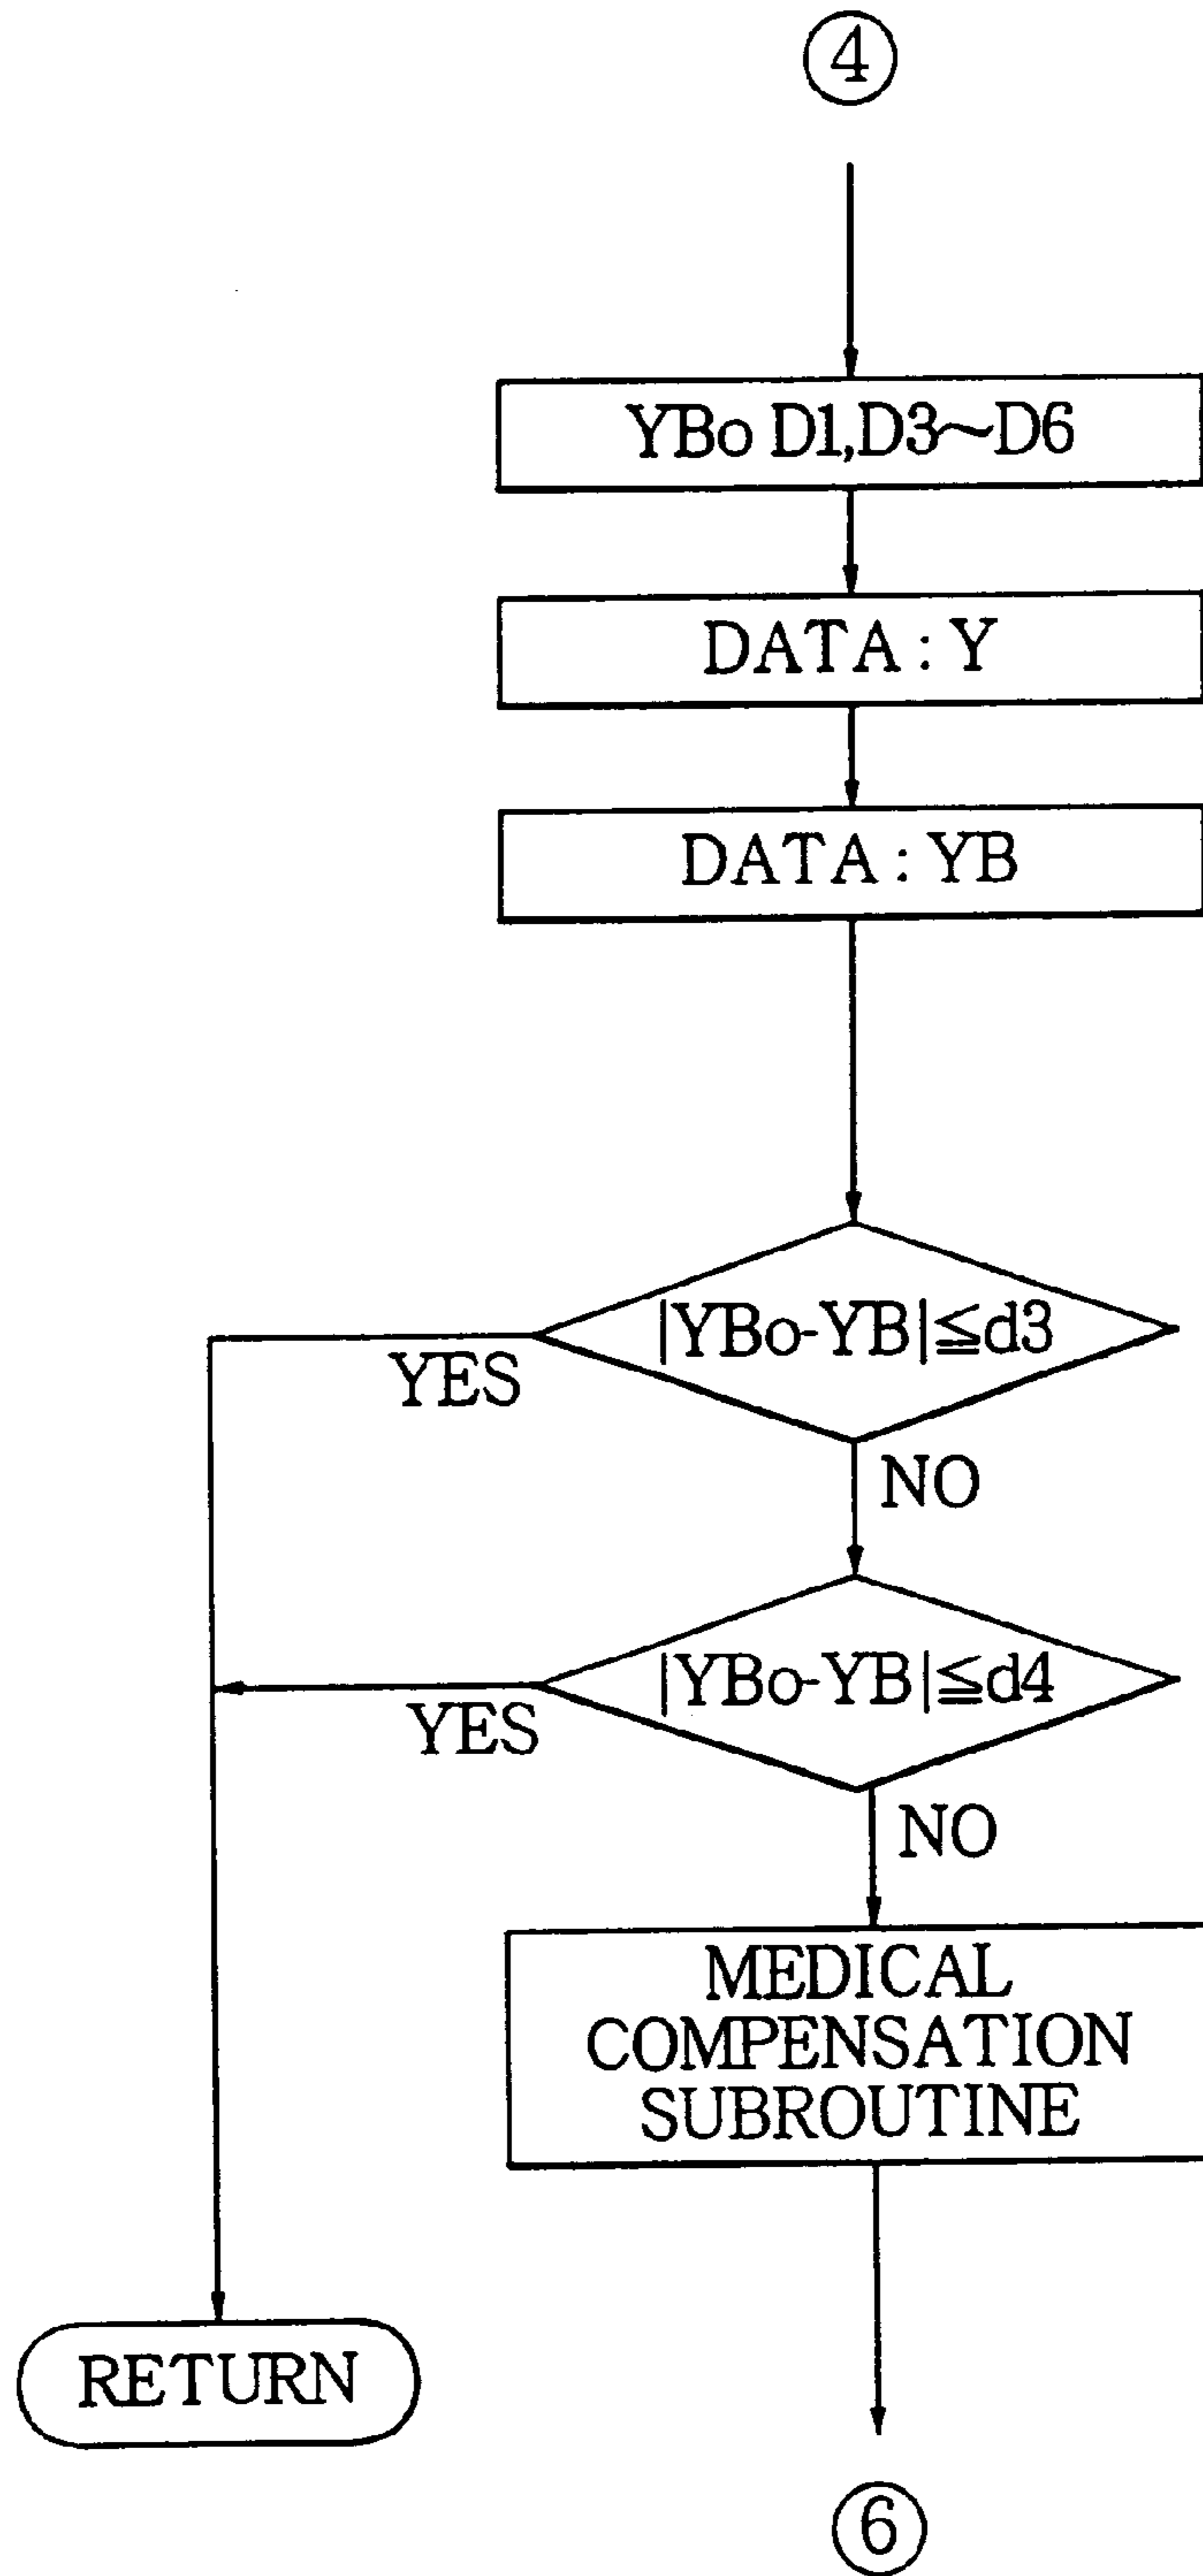 4
YBo D1,D3~D6
DATA : Y
DATA : YB
|YBo-YB|≦d3
YES
NO
|YBo-YB|≦d4
YES
NO
MEDICAL
COMPENSATION
SUBROUTINE
RETURN
6